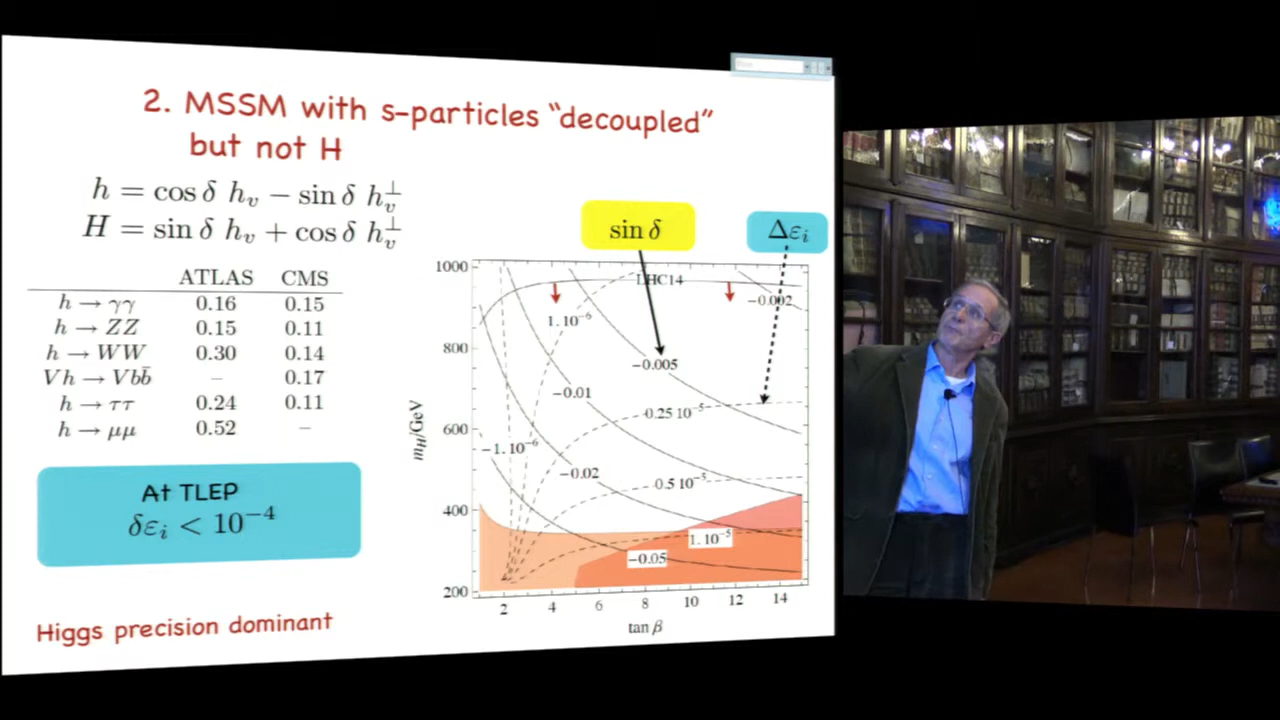 2. MSSM with s-particles “decoupled”
but not H
h = cos δ h_v − sin δ h_v^⊥
H = sin δ h_v + cos δ h_v^⊥
sin δ
Δε_i
ATLAS CMS
h → γγ 0.16 0.15
h → ZZ 0.15 0.11
h → WW 0.30 0.14
Vh → Vbb̄ – 0.17
h → ττ 0.24 0.11
h → μμ 0.52 –
At TLEP
δε_i < 10^−4
Higgs precision dominant
1000
800
600
400
200
m_H/GeV
LHC14
−0.002
1. 10^−6
−0.005
−0.01
0.25 10^−5
−1. 10^−6
−0.02
0.5 10^−5
1. 10^−5
−0.05
2 4 6 8 10 12 14
tan β